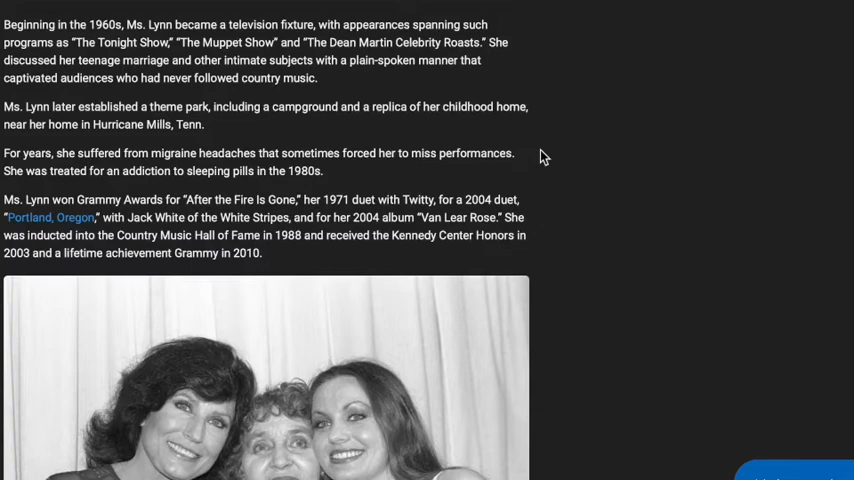 Beginning in the 1960s, Ms. Lynn became a television fixture, with appearances spanning such
programs as “The Tonight Show,” “The Muppet Show” and “The Dean Martin Celebrity Roasts.” She
discussed her teenage marriage and other intimate subjects with a plain-spoken manner that
captivated audiences who had never followed country music.
Ms. Lynn later established a theme park, including a campground and a replica of her childhood home,
near her home in Hurricane Mills, Tenn.
For years, she suffered from migraine headaches that sometimes forced her to miss performances.
She was treated for an addiction to sleeping pills in the 1980s.
Ms. Lynn won Grammy Awards for “After the Fire Is Gone,” her 1971 duet with Twitty, for a 2004 duet,
“Portland, Oregon,” with Jack White of the White Stripes, and for her 2004 album “Van Lear Rose.” She
was inducted into the Country Music Hall of Fame in 1988 and received the Kennedy Center Honors in
2003 and a lifetime achievement Grammy in 2010.